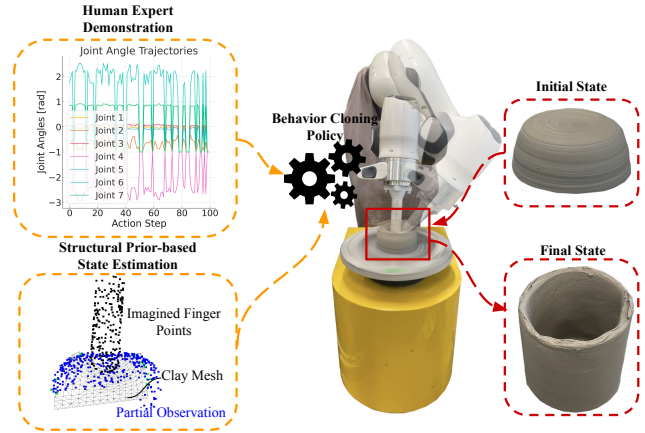 Human Expert
Demonstration
Joint Angle Trajectories
Joint Angles [rad]
2
1
0
−1
−2
−3
Joint 1
Joint 2
Joint 3
Joint 4
Joint 5
Joint 6
Joint 7
0 20 40 60 80 100
Action Step
Behavior Cloning
Policy
Initial State
Structural Prior-based
State Estimation
Imagined Finger
Points
Clay Mesh
Partial Observation
Final State